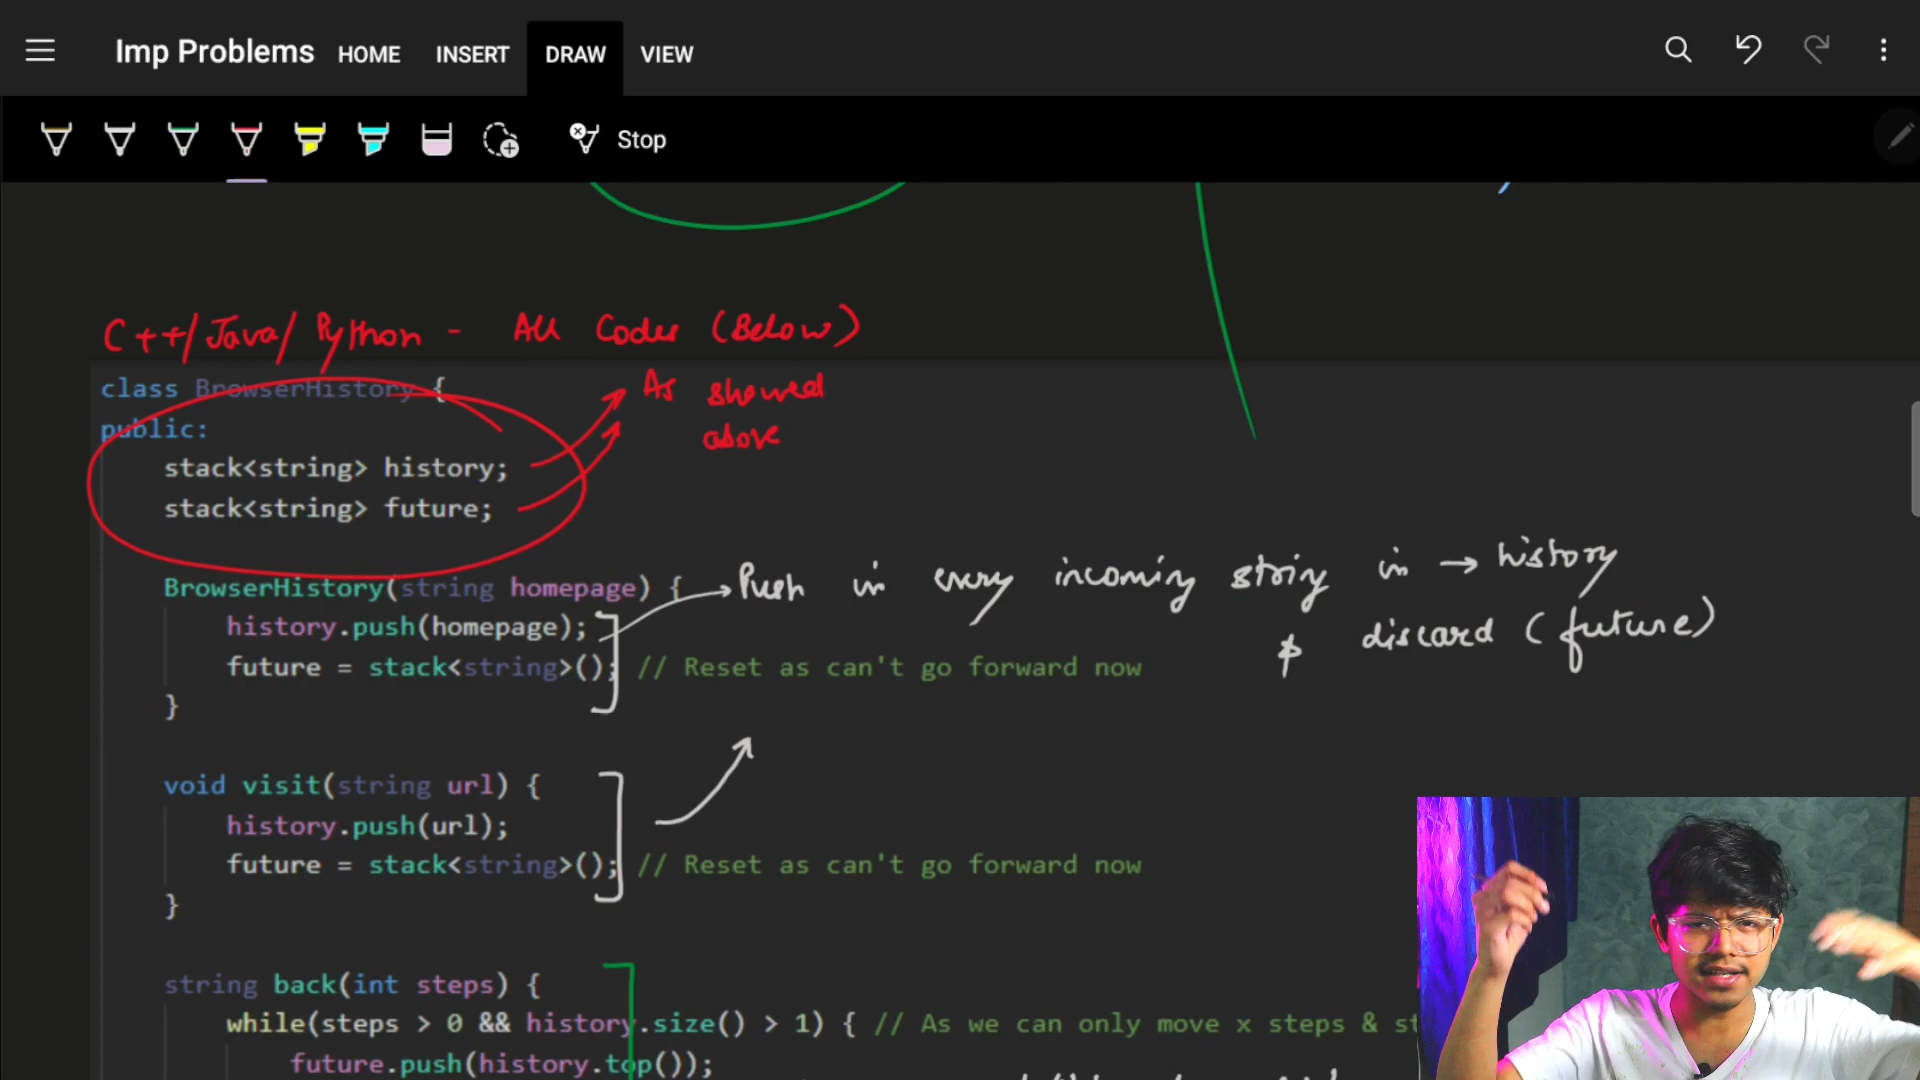 Imp Problems HOME INSERT DRAW VIEW
Stop
C++/Java/Python - All Codes (Below)
class BrowserHistory {
As showed
above
public:
stack<string> history;
stack<string> future;
BrowserHistory(string homepage) {
Push in every incoming string in → history
& discard (future)
history.push(homepage);
future = stack<string>(); // Reset as can't go forward now
}
void visit(string url) {
history.push(url);
future = stack<string>(); // Reset as can't go forward now
}
string back(int steps) {
while(steps > 0 && history.size() > 1) { // As we can only move x steps & st
future.push(history.top());